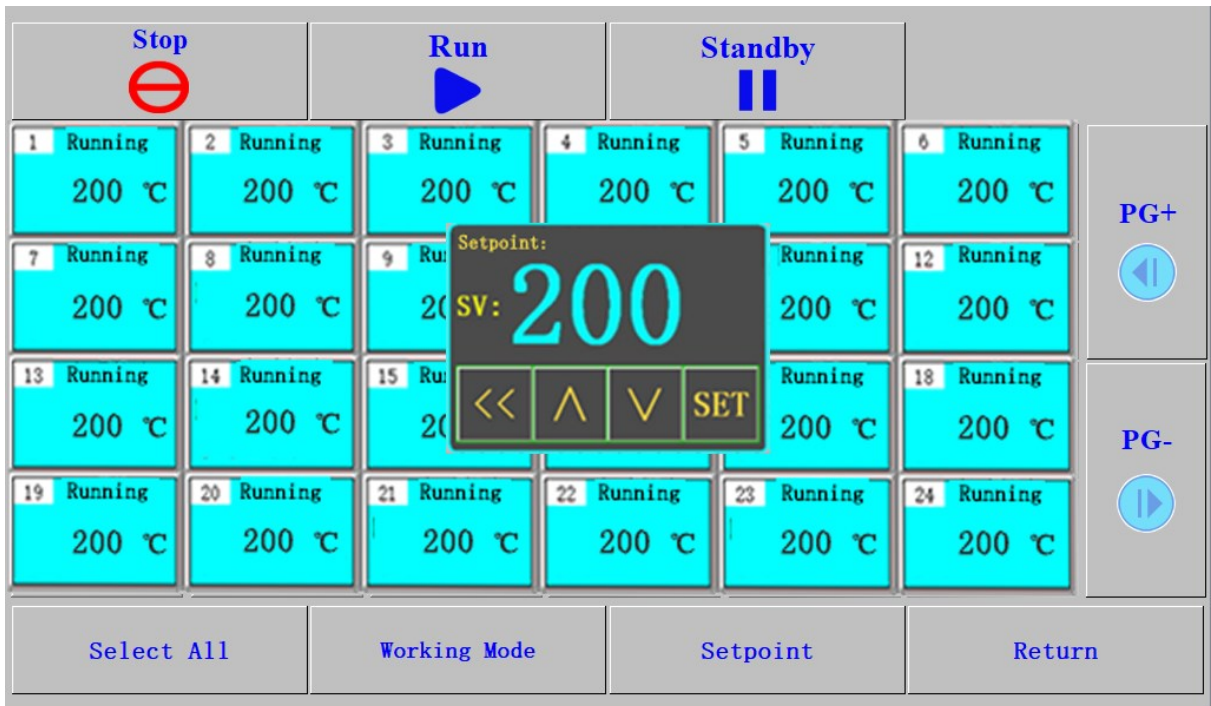 Stop
Run
Standby
1 Running
200 ℃
2 Running
200 ℃
3 Running
200 ℃
4 Running
200 ℃
5 Running
200 ℃
6 Running
200 ℃
PG+
7 Running
200 ℃
8 Running
200 ℃
9
12 Running
200 ℃
Running
200 ℃
Setpoint:
SV: 200
<< ∧ ∨ SET
13 Running
200 ℃
14 Running
200 ℃
15
Running
200 ℃
18 Running
200 ℃
PG-
19 Running
200 ℃
20 Running
200 ℃
21 Running
200 ℃
22 Running
200 ℃
23 Running
200 ℃
24 Running
200 ℃
Select All
Working Mode
Setpoint
Return